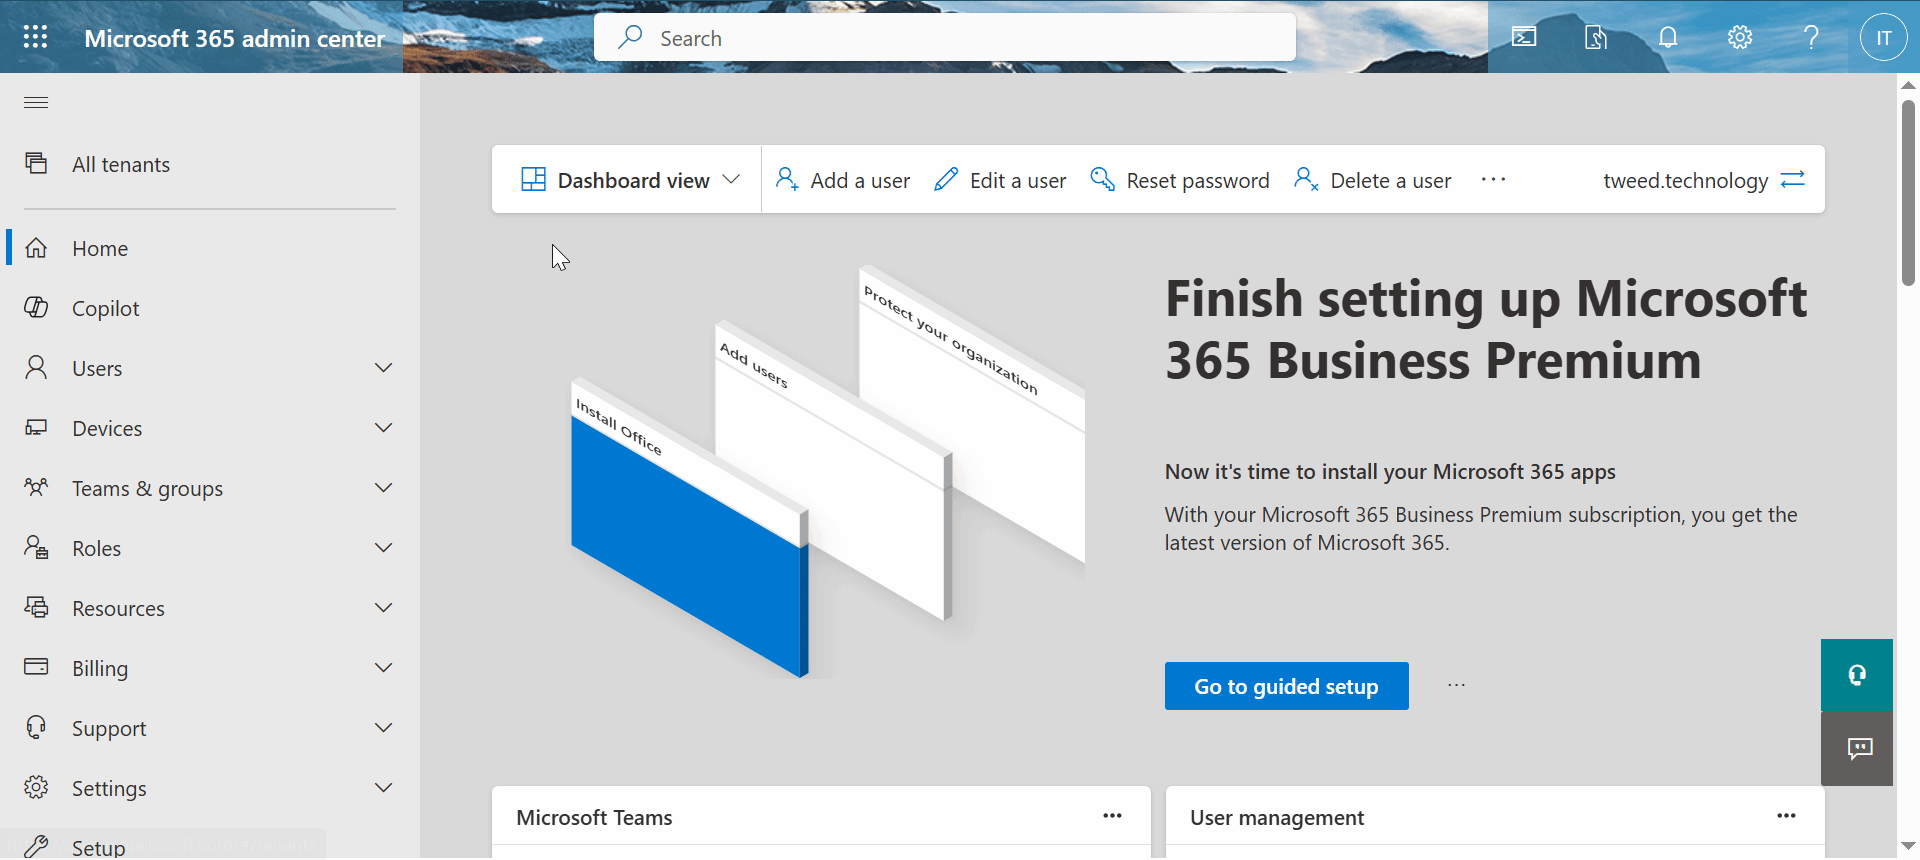 Microsoft 365 admin center
Search
IT
All tenants
Home
Copilot
Users
Devices
Teams & groups
Roles
Resources
Billing
Support
Settings
Setup
Dashboard view
Add a user
Edit a user
Reset password
Delete a user
tweed.technology
Protect your organization
Add users
Install Office
Finish setting up Microsoft
365 Business Premium
Now it's time to install your Microsoft 365 apps
With your Microsoft 365 Business Premium subscription, you get the
latest version of Microsoft 365.
Go to guided setup
Microsoft Teams
User management